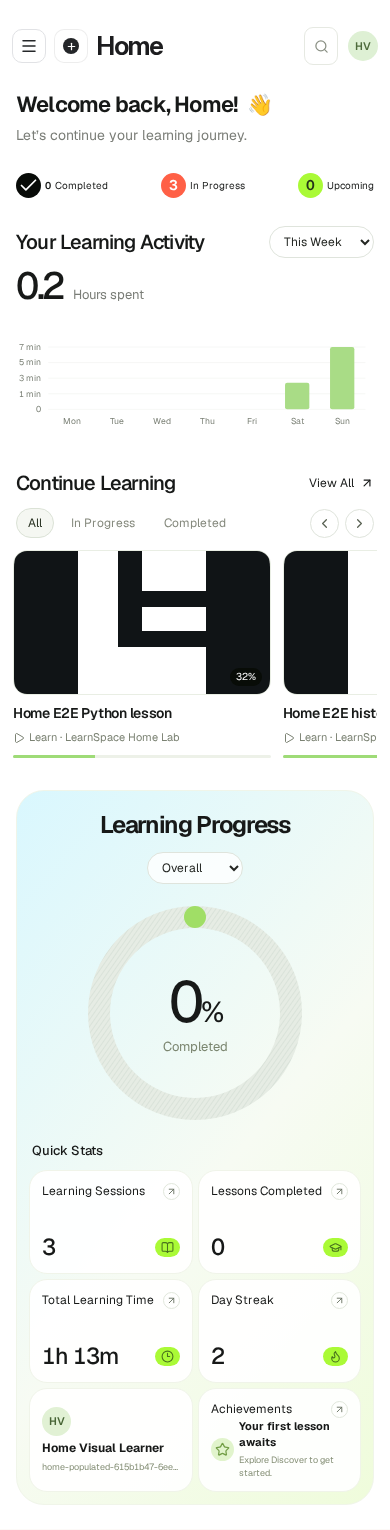 Home
HV
Welcome back, Home! 👋
Let's continue your learning journey.
0 Completed
3 In Progress
0 Upcoming
Your Learning Activity
This Week
0.2 Hours spent
7 min
5 min
3 min
1 min
0
Mon Tue Wed Thu Fri Sat Sun
Continue Learning
View All
All In Progress Completed
32%
Home E2E Python lesson
Learn · LearnSpace Home Lab
Home E2E hist
Learn · LearnSp
Learning Progress
Overall
0%
Completed
Quick Stats
Learning Sessions
3
Lessons Completed
0
Total Learning Time
1h 13m
Day Streak
2
HV
Home Visual Learner
home-populated-615b1b47-6ee...
Achievements
Your first lesson
awaits
Explore Discover to get
started.